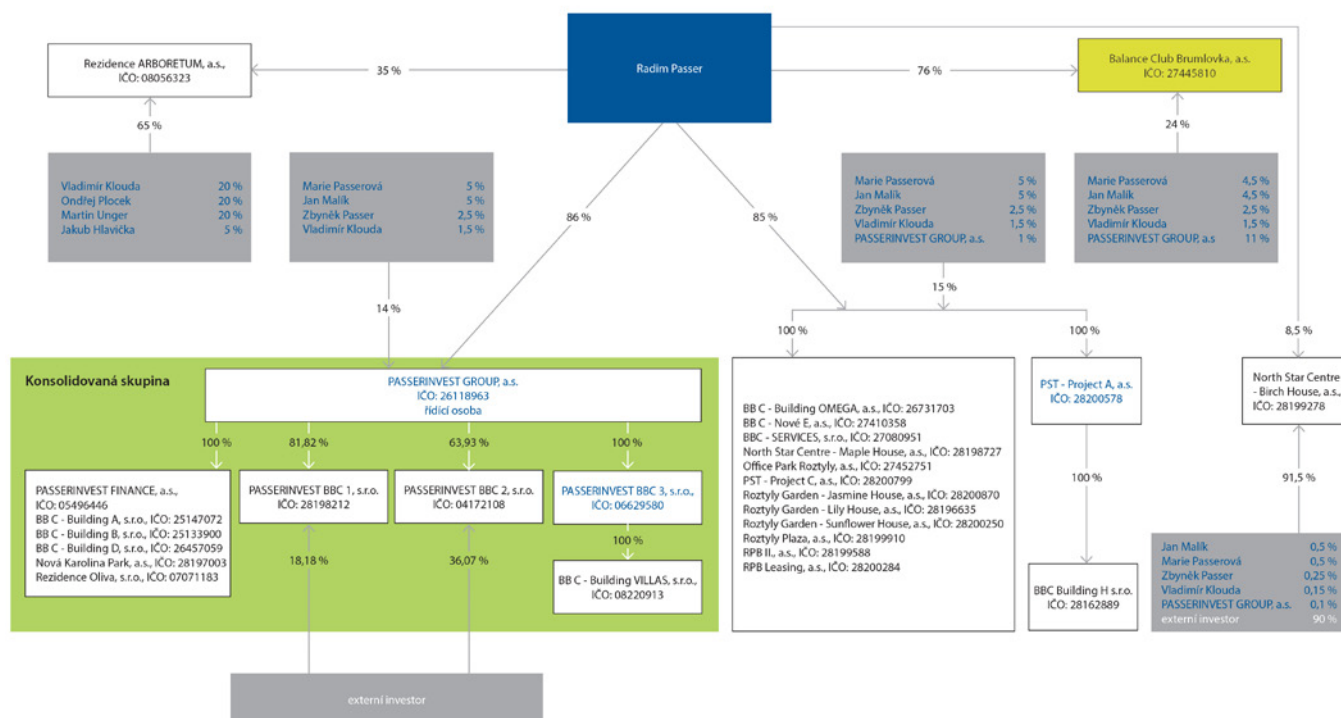 Rezidence ARBORETUM, a.s.,
IČO: 08056323
35 %
Radim Passer
76 %
Balance Club Brumlovka, a.s.
IČO: 27445810
65 %
24 %
Vladimír Klouda 20 %
Ondřej Plocek 20 %
Martin Unger 20 %
Jakub Hlavička 5 %
Marie Passerová 5 %
Jan Malík 5 %
Zbyněk Passer 2,5 %
Vladimír Klouda 1,5 %
86 %
85 %
Marie Passerová 5 %
Jan Malík 5 %
Zbyněk Passer 2,5 %
Vladimír Klouda 1,5 %
PASSERINVEST GROUP, a.s. 1 %
Marie Passerová 4,5 %
Jan Malík 4,5 %
Zbyněk Passer 2,5 %
Vladimír Klouda 1,5 %
PASSERINVEST GROUP, a.s 11 %
14 %
15 %
100 %
100 %
8,5 %
Konsolidovaná skupina
PASSERINVEST GROUP, a.s.
IČO: 26118963
řídící osoba
100 %
81,82 %
63,93 %
100 %
PASSERINVEST FINANCE, a.s.,
IČO: 05496446
BB C - Building A, s.r.o., IČO: 25147072
BB C - Building B, s.r.o., IČO: 25133900
BB C - Building D, s.r.o., IČO: 26457059
Nová Karolina Park, a.s., IČO: 28197003
Rezidence Oliva, s.r.o., IČO: 07071183
PASSERINVEST BBC 1, s.r.o.
IČO: 28198212
PASSERINVEST BBC 2, s.r.o.
IČO: 04172108
PASSERINVEST BBC 3, s.r.o.,
IČO: 06629580
18,18 %
36,07 %
100 %
BB C - Building VILLAS, s.r.o.,
IČO: 08220913
externí investor
BB C - Building OMEGA, a.s., IČO: 26731703
BB C - Nové E, a.s., IČO: 27410358
BBC - SERVICES, s.r.o., IČO: 27080951
North Star Centre - Maple House, a.s., IČO: 28198727
Office Park Roztyly, a.s., IČO: 27452751
PST - Project C, a.s., IČO: 28200799
Roztyly Garden - Jasmine House, a.s., IČO: 28200870
Roztyly Garden - Lily House, a.s., IČO: 28196635
Roztyly Garden - Sunflower House, a.s., IČO: 28200250
Roztyly Plaza, a.s., IČO: 28199910
RPB II., a.s., IČO: 28199588
RPB Leasing, a.s., IČO: 28200284
PST - Project A, a.s.
IČO: 28200578
100 %
BBC Building H s.r.o.
IČO: 28162889
North Star Centre
- Birch House, a.s.,
IČO: 28199278
91,5 %
Jan Malík 0,5 %
Marie Passerová 0,5 %
Zbyněk Passer 0,25 %
Vladimír Klouda 0,15 %
PASSERINVEST GROUP, a.s. 0,1 %
externí investor 90 %